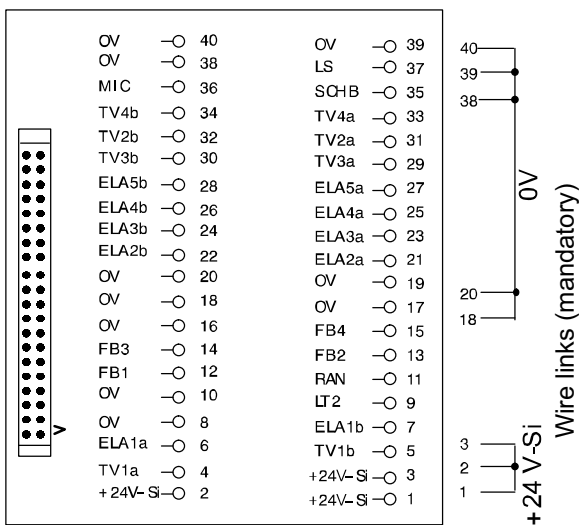 OV 40 OV 39
OV 38 LS 37
MIC 36 SCHB 35
TV4b 34 TV4a 33
TV2b 32 TV2a 31
TV3b 30 TV3a 29
ELA5b 28 ELA5a 27
ELA4b 26 ELA4a 25
ELA3b 24 ELA3a 23
ELA2b 22 ELA2a 21
OV 20 OV 19
OV 18 OV 17
OV 16 FB4 15
FB3 14 FB2 13
FB1 12 RAN 11
OV 10 LT2 9
OV 8 ELA1b 7
ELA1a 6 TV1b 5
TV1a 4 +24V-Si 3
+24V-Si 2 +24V-Si 1
40
39
38
0V
20
18
3
2
1
+24 V-Si
Wire links (mandatory)